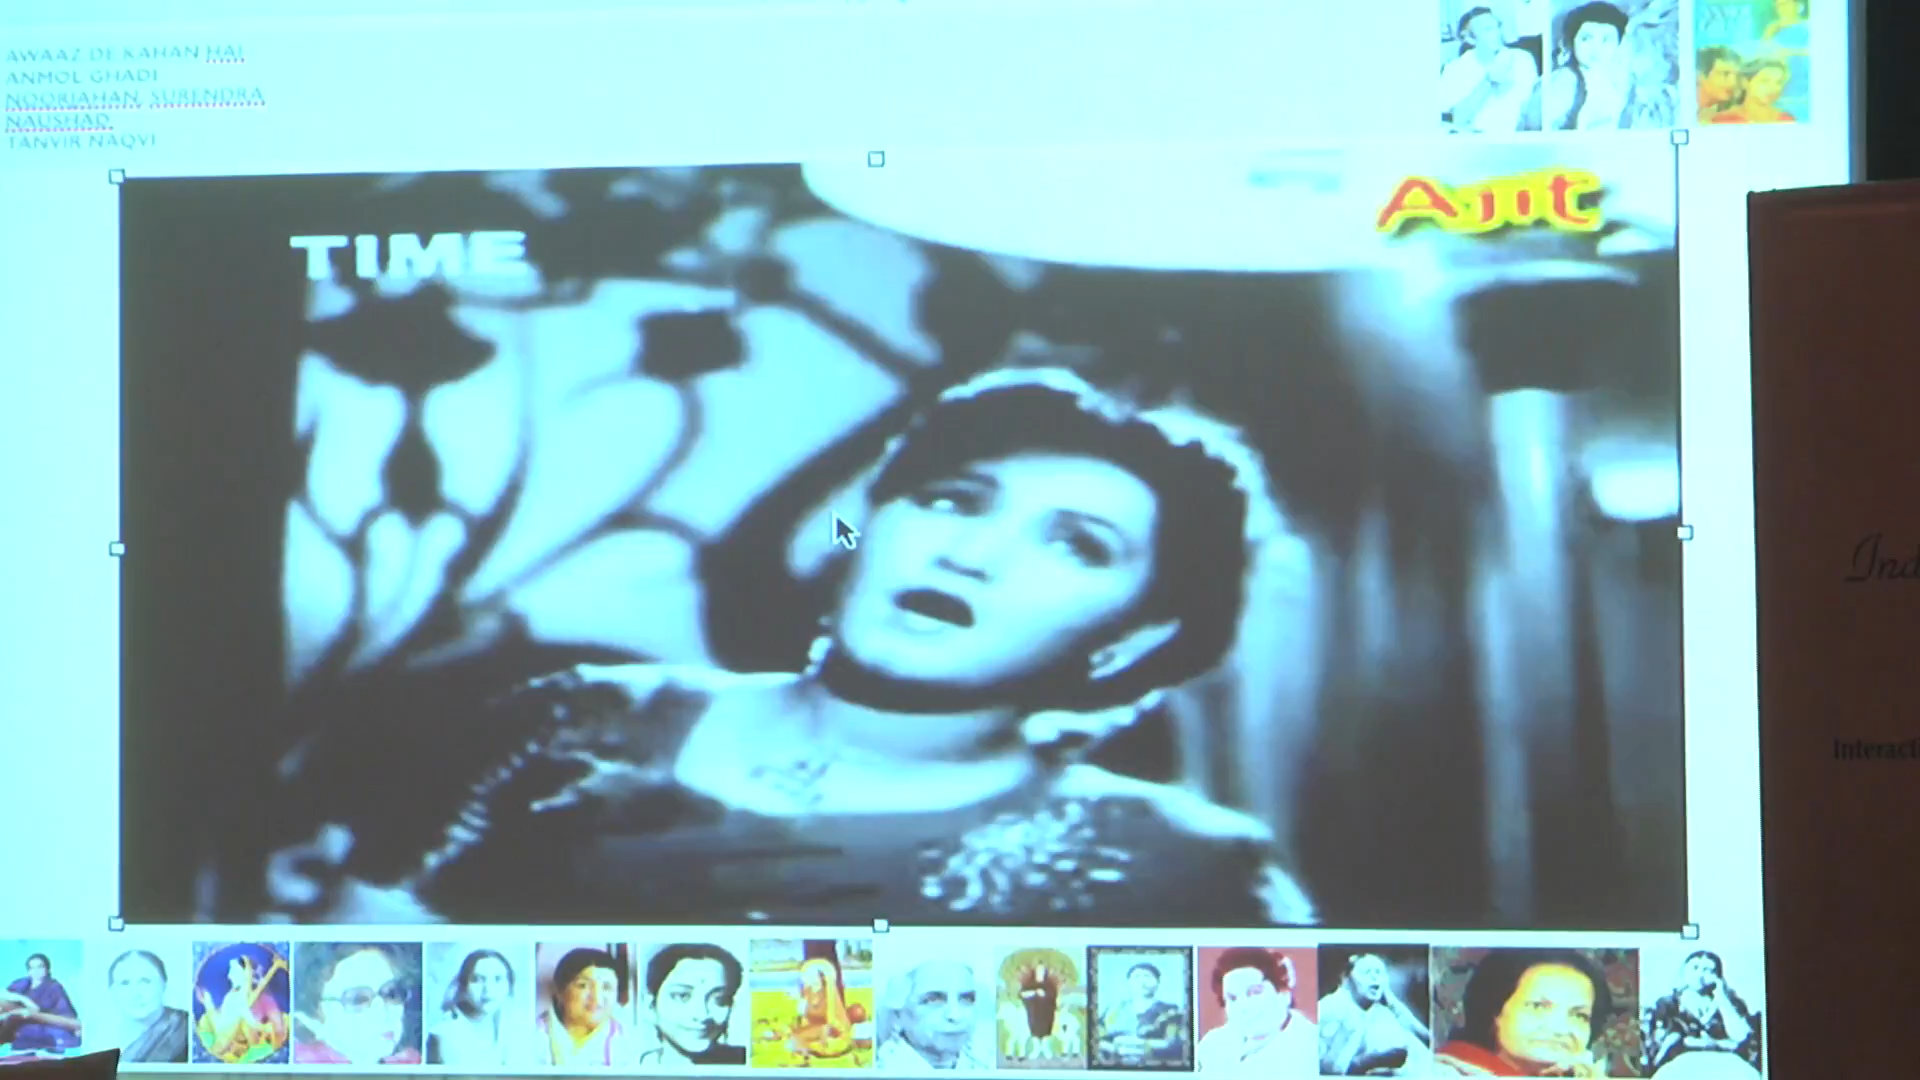 AWAAZ DE KAHAN HAI
ANMOL GHADI
NOORJAHAN, SURENDRA
NAUSHAD
TANVIR NAQVI
TIME
Ajit